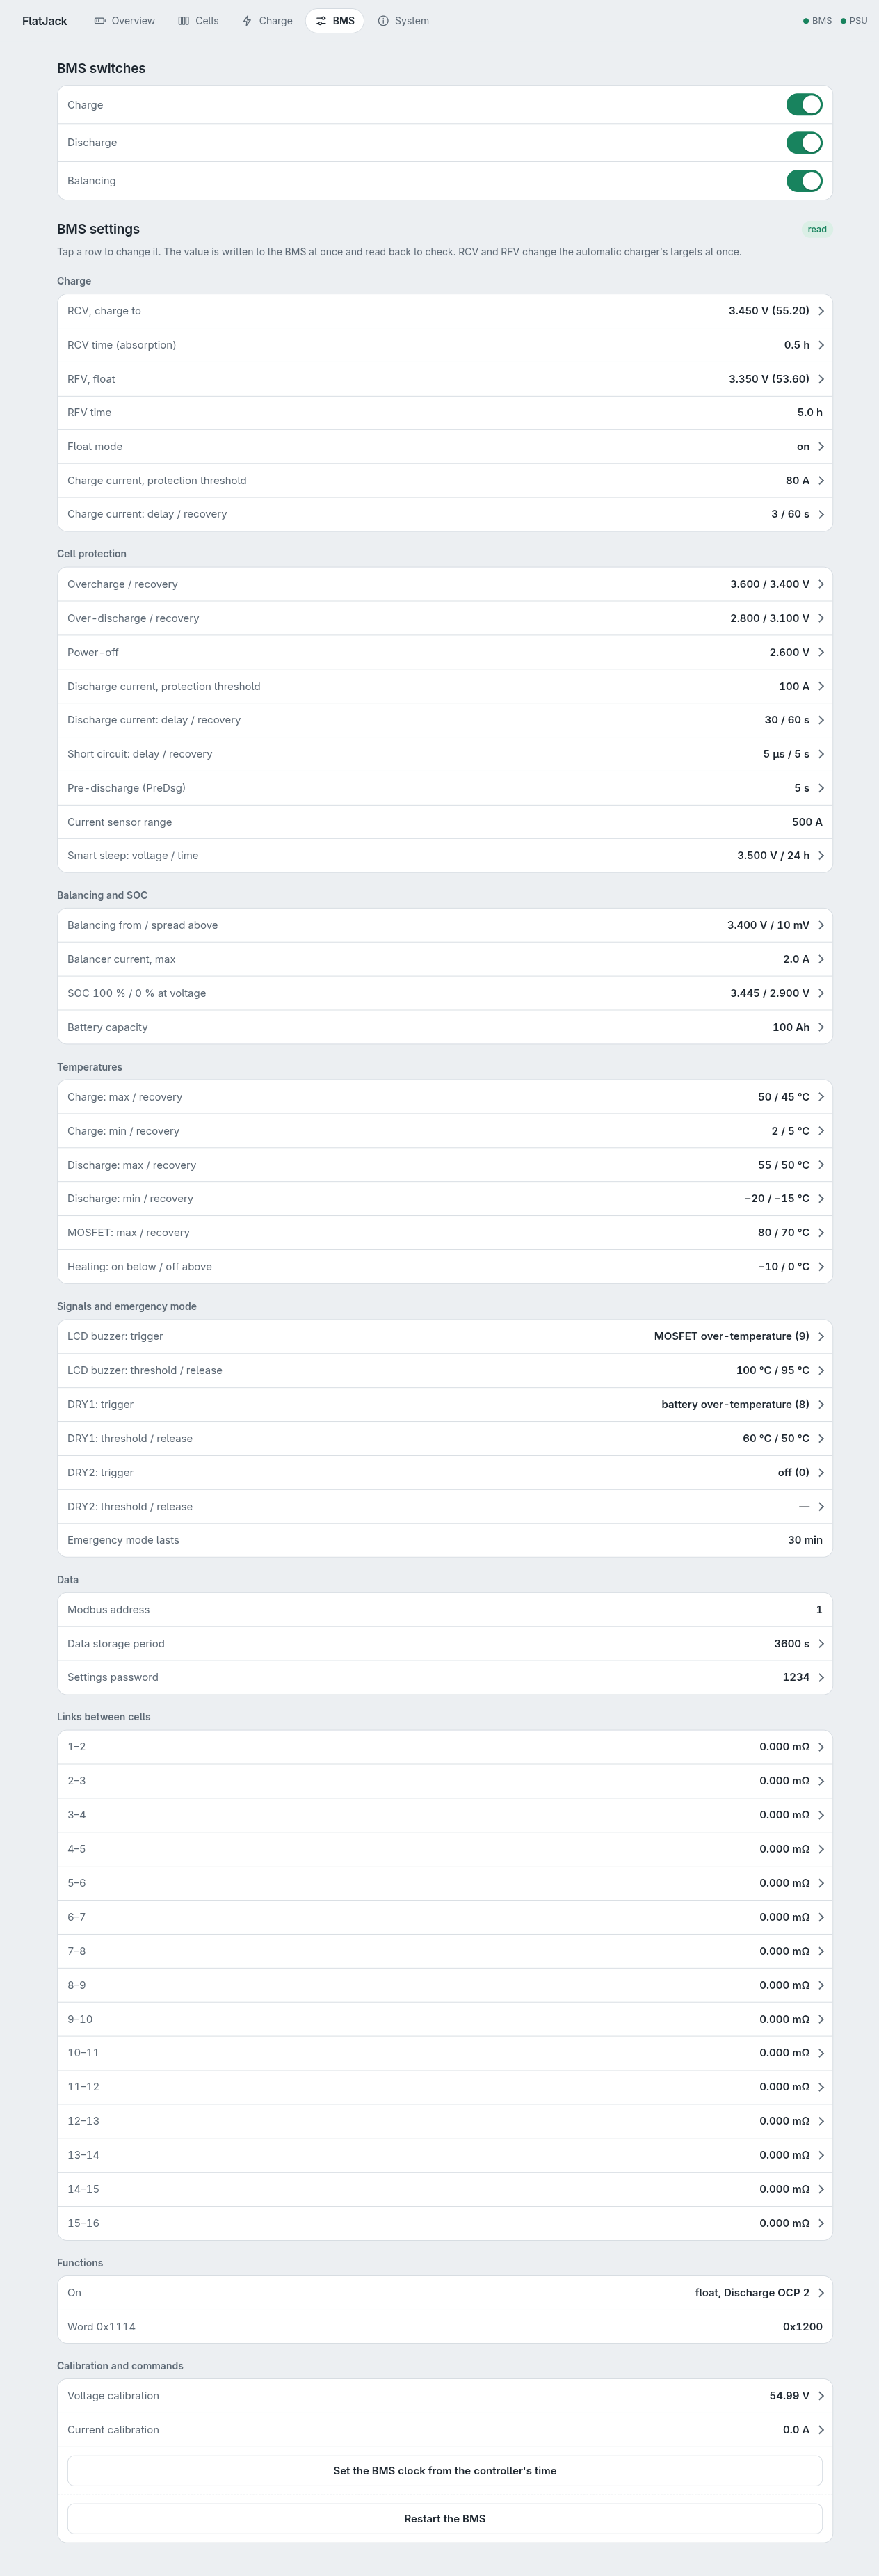 FlatJack Overview Cells Charge BMS System BMS PSU
BMS switches
Charge
Discharge
Balancing
BMS settings read
Tap a row to change it. The value is written to the BMS at once and read back to check. RCV and RFV change the automatic charger's targets at once.
Charge
RCV, charge to 3.450 V (55.20)
RCV time (absorption) 0.5 h
RFV, float 3.350 V (53.60)
RFV time 5.0 h
Float mode on
Charge current, protection threshold 80 A
Charge current: delay / recovery 3 / 60 s
Cell protection
Overcharge / recovery 3.600 / 3.400 V
Over-discharge / recovery 2.800 / 3.100 V
Power-off 2.600 V
Discharge current, protection threshold 100 A
Discharge current: delay / recovery 30 / 60 s
Short circuit: delay / recovery 5 µs / 5 s
Pre-discharge (PreDsg) 5 s
Current sensor range 500 A
Smart sleep: voltage / time 3.500 V / 24 h
Balancing and SOC
Balancing from / spread above 3.400 V / 10 mV
Balancer current, max 2.0 A
SOC 100 % / 0 % at voltage 3.445 / 2.900 V
Battery capacity 100 Ah
Temperatures
Charge: max / recovery 50 / 45 °C
Charge: min / recovery 2 / 5 °C
Discharge: max / recovery 55 / 50 °C
Discharge: min / recovery −20 / −15 °C
MOSFET: max / recovery 80 / 70 °C
Heating: on below / off above −10 / 0 °C
Signals and emergency mode
LCD buzzer: trigger MOSFET over-temperature (9)
LCD buzzer: threshold / release 100 °C / 95 °C
DRY1: trigger battery over-temperature (8)
DRY1: threshold / release 60 °C / 50 °C
DRY2: trigger off (0)
DRY2: threshold / release —
Emergency mode lasts 30 min
Data
Modbus address 1
Data storage period 3600 s
Settings password 1234
Links between cells
1–2 0.000 mΩ
2–3 0.000 mΩ
3–4 0.000 mΩ
4–5 0.000 mΩ
5–6 0.000 mΩ
6–7 0.000 mΩ
7–8 0.000 mΩ
8–9 0.000 mΩ
9–10 0.000 mΩ
10–11 0.000 mΩ
11–12 0.000 mΩ
12–13 0.000 mΩ
13–14 0.000 mΩ
14–15 0.000 mΩ
15–16 0.000 mΩ
Functions
On float, Discharge OCP 2
Word 0x1114 0x1200
Calibration and commands
Voltage calibration 54.99 V
Current calibration 0.0 A
Set the BMS clock from the controller's time
Restart the BMS